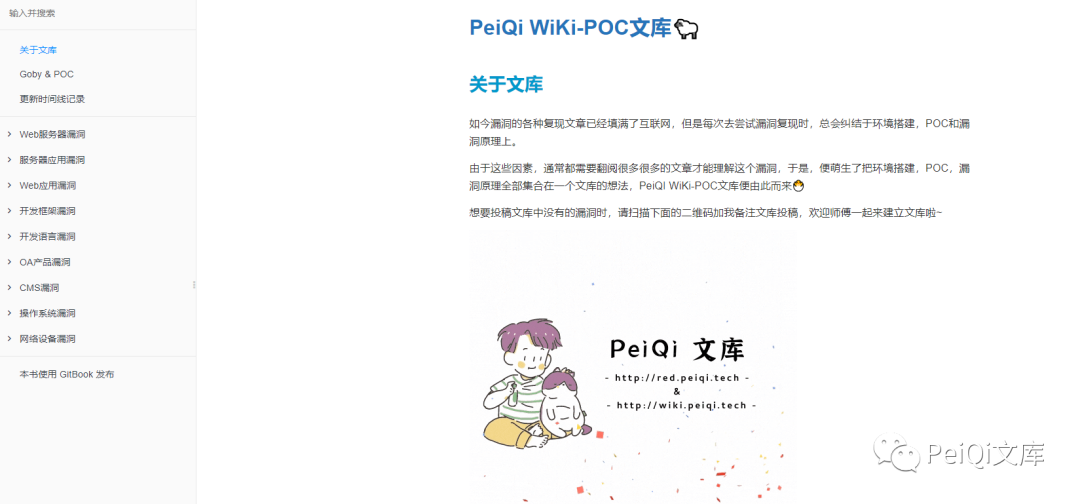 输入并搜索
关于文库
Goby & POC
更新时间线记录
Web服务器漏洞
服务器应用漏洞
Web应用漏洞
开发框架漏洞
开发语言漏洞
OA产品漏洞
CMS漏洞
操作系统漏洞
网络设备漏洞
本书使用 GitBook 发布
PeiQi WiKi-POC文库
关于文库
如今漏洞的各种复现文章已经填满了互联网，但是每次去尝试漏洞复现时，总会纠结于环境搭建，POC和漏
洞原理上。
由于这些因素，通常都需要翻阅很多很多的文章才能理解这个漏洞，于是，便萌生了把环境搭建，POC，漏
洞原理全部集合在一个文库的想法，PeiQI WiKi-POC文库便由此而来
想要投稿文库中没有的漏洞时，请扫描下面的二维码加我备注文库投稿，欢迎师傅一起来建立文库啦~
PeiQi 文库
- http://red.peiqi.tech -
&
- http://wiki.peiqi.tech -
PeiQi文库